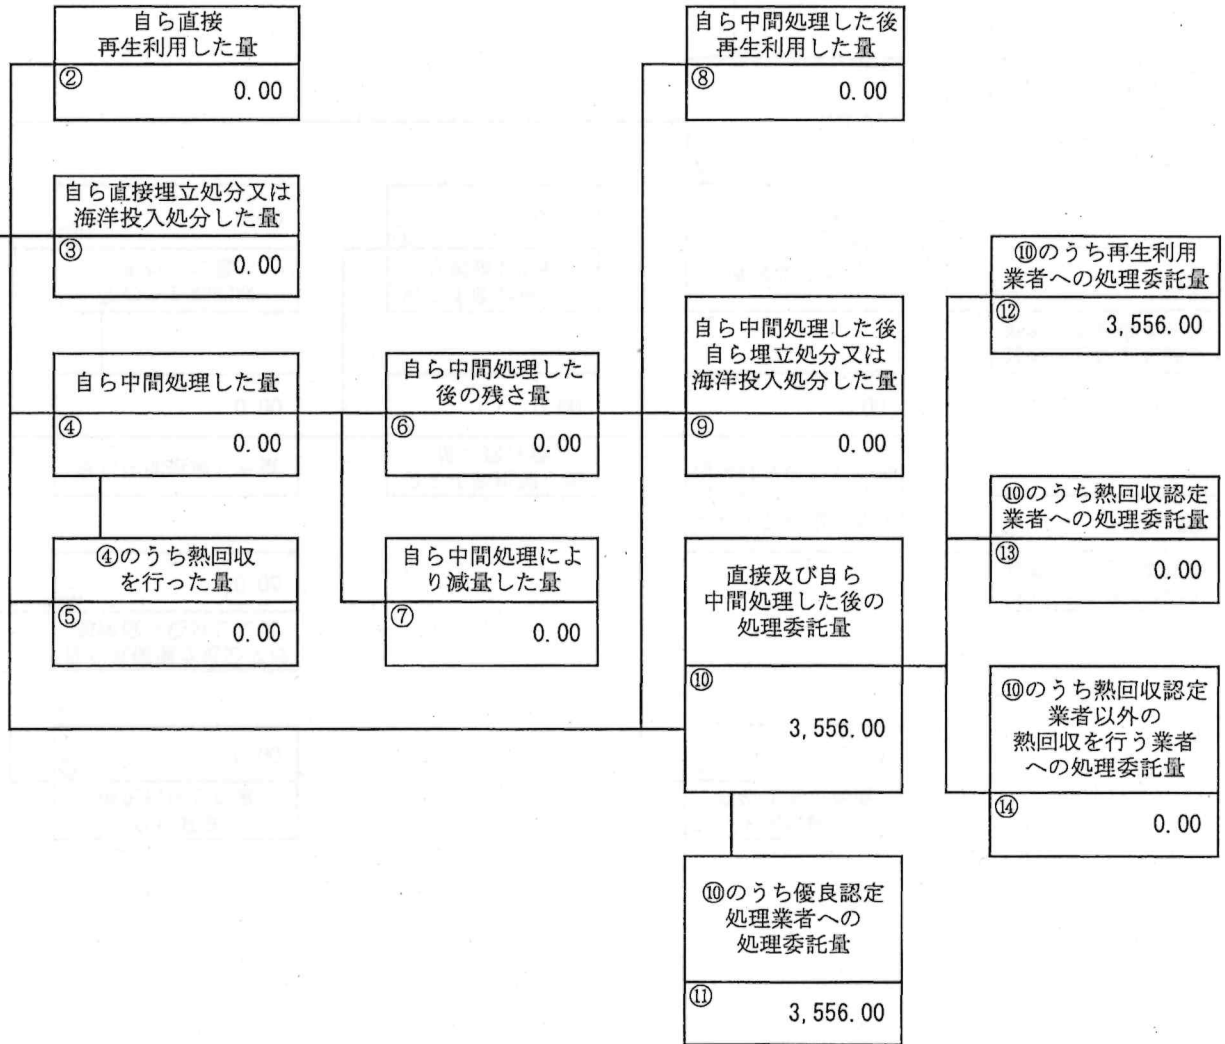 自ら直接
再生利用した量
②
0.00
自ら中間処理した後
再生利用した量
⑧
0.00
自ら直接埋立処分又は
海洋投入処分した量
③
0.00
⑩のうち再生利用
業者への処理委託量
⑫
3,556.00
自ら中間処理した量
④
0.00
自ら中間処理した
後の残さ量
⑥
0.00
自ら中間処理した後
自ら埋立処分又は
海洋投入処分した量
⑨
0.00
⑩のうち熱回収認定
業者への処理委託量
⑬
0.00
④のうち熱回収
を行った量
⑤
0.00
自ら中間処理によ
り減量した量
⑦
0.00
直接及び自ら
中間処理した後の
処理委託量
⑩
3,556.00
⑩のうち熱回収認定
業者以外の
熱回収を行う業者
への処理委託量
⑭
0.00
⑩のうち優良認定
処理業者への
処理委託量
⑪
3,556.00